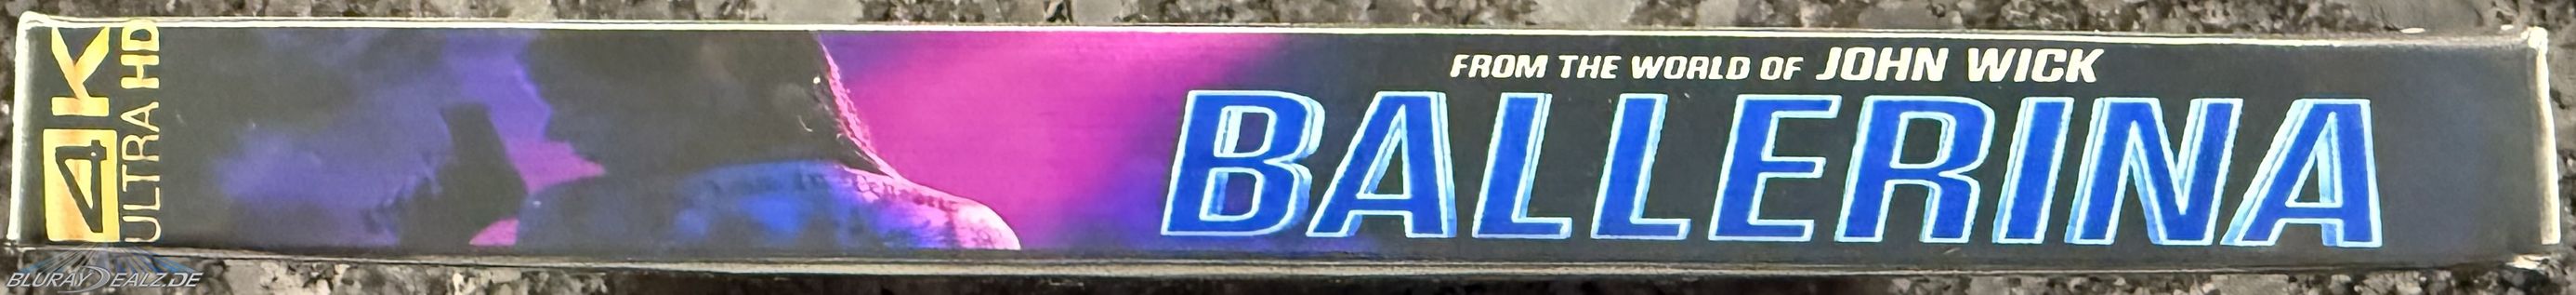 4K
ULTRA HD
FROM THE WORLD OF JOHN WICK
BALLERINA
BLURAYDEALZ.DE